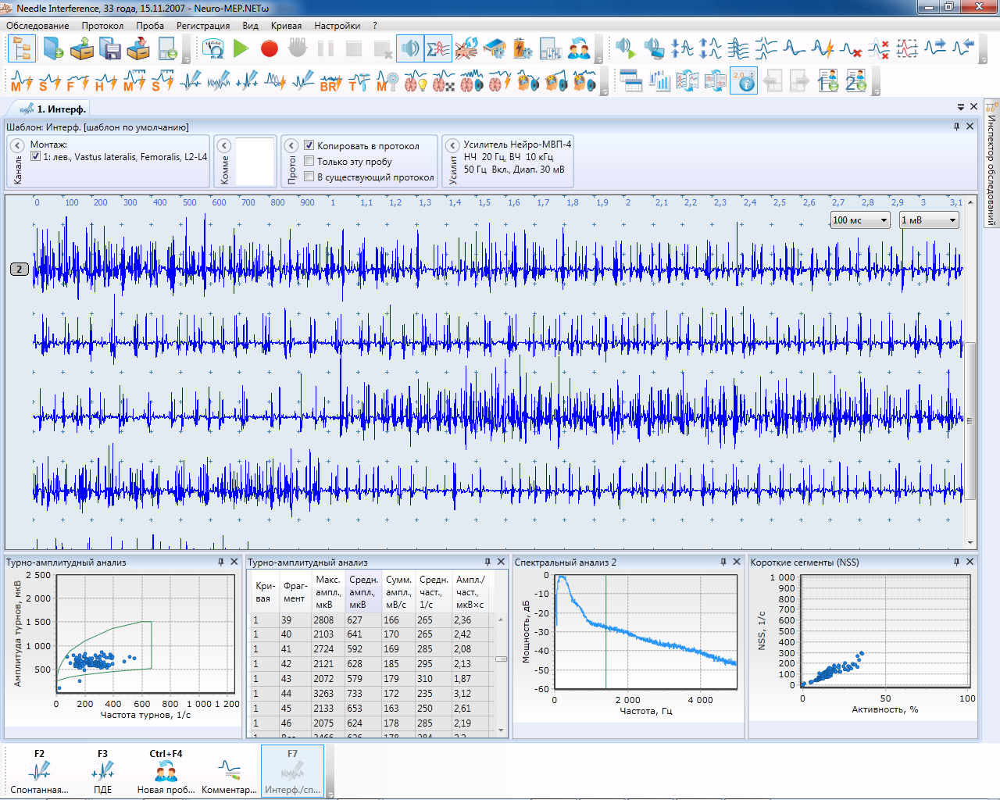 Needle Interference, 33 года, 15.11.2007 - Neuro-MEP.NETω
Обследование Протокол Проба Регистрация Вид Кривая Настройки ?
M S F H M S BR T M 2,0 1 2
1. Интерф.
Шаблон: Интерф. [шаблон по умолчанию]
Каналы
Монтаж:
1: лев., Vastus lateralis, Femoralis, L2-L4
Комме
Протог
Копировать в протокол
Только эту пробу
В существующий протокол
Усилит
Усилитель Нейро-МВП-4
НЧ 20 Гц, ВЧ 10 кГц
50 Гц Вкл., Диап. 30 мВ
Инспектор обследований
0 100 200 300 400 500 600 700 800 900 1 1,1 1,2 1,3 1,4 1,5 1,6 1,7 1,8 1,9 2 2,1 2,2 2,3 2,4 2,5 2,6 2,7 2,8 2,9 3 3,1
100 мс 1 мВ
2
Турно-амплитудный анализ
Амплитуда турнов, мкВ
2 500
1 500
1 000
500
0 200 400 600 800 1 000 1 200
Частота турнов, 1/с
Турно-амплитудный анализ
Кри-вая Фраг-мент Макс. ампл., мкВ Средн. ампл., мкВ Сумм. ампл., мВ/с Средн. част., 1/с Ампл./част., мкВ×с
1 39 2808 627 166 265 2,36
1 40 2103 641 170 265 2,42
1 41 2724 592 169 285 2,08
1 42 2121 628 185 295 2,13
1 43 2072 579 179 310 1,87
1 44 3263 733 172 235 3,12
1 45 2133 653 163 250 2,61
1 46 2075 624 178 285 2,19
1 Все 3466 626 178 284 2,2
Спектральный анализ 2
Мощность, дБ
0
-10
-20
-30
-40
-50
-60
0 2 000 4 000
Частота, Гц
Короткие сегменты (NSS)
NSS, 1/с
1 000
900
800
700
600
500
400
300
200
100
0
0 50 100
Активность, %
F2 F3 Ctrl+F4 F7
Спонтанная... ПДЕ Новая проб... Комментар... Интерф./сп...